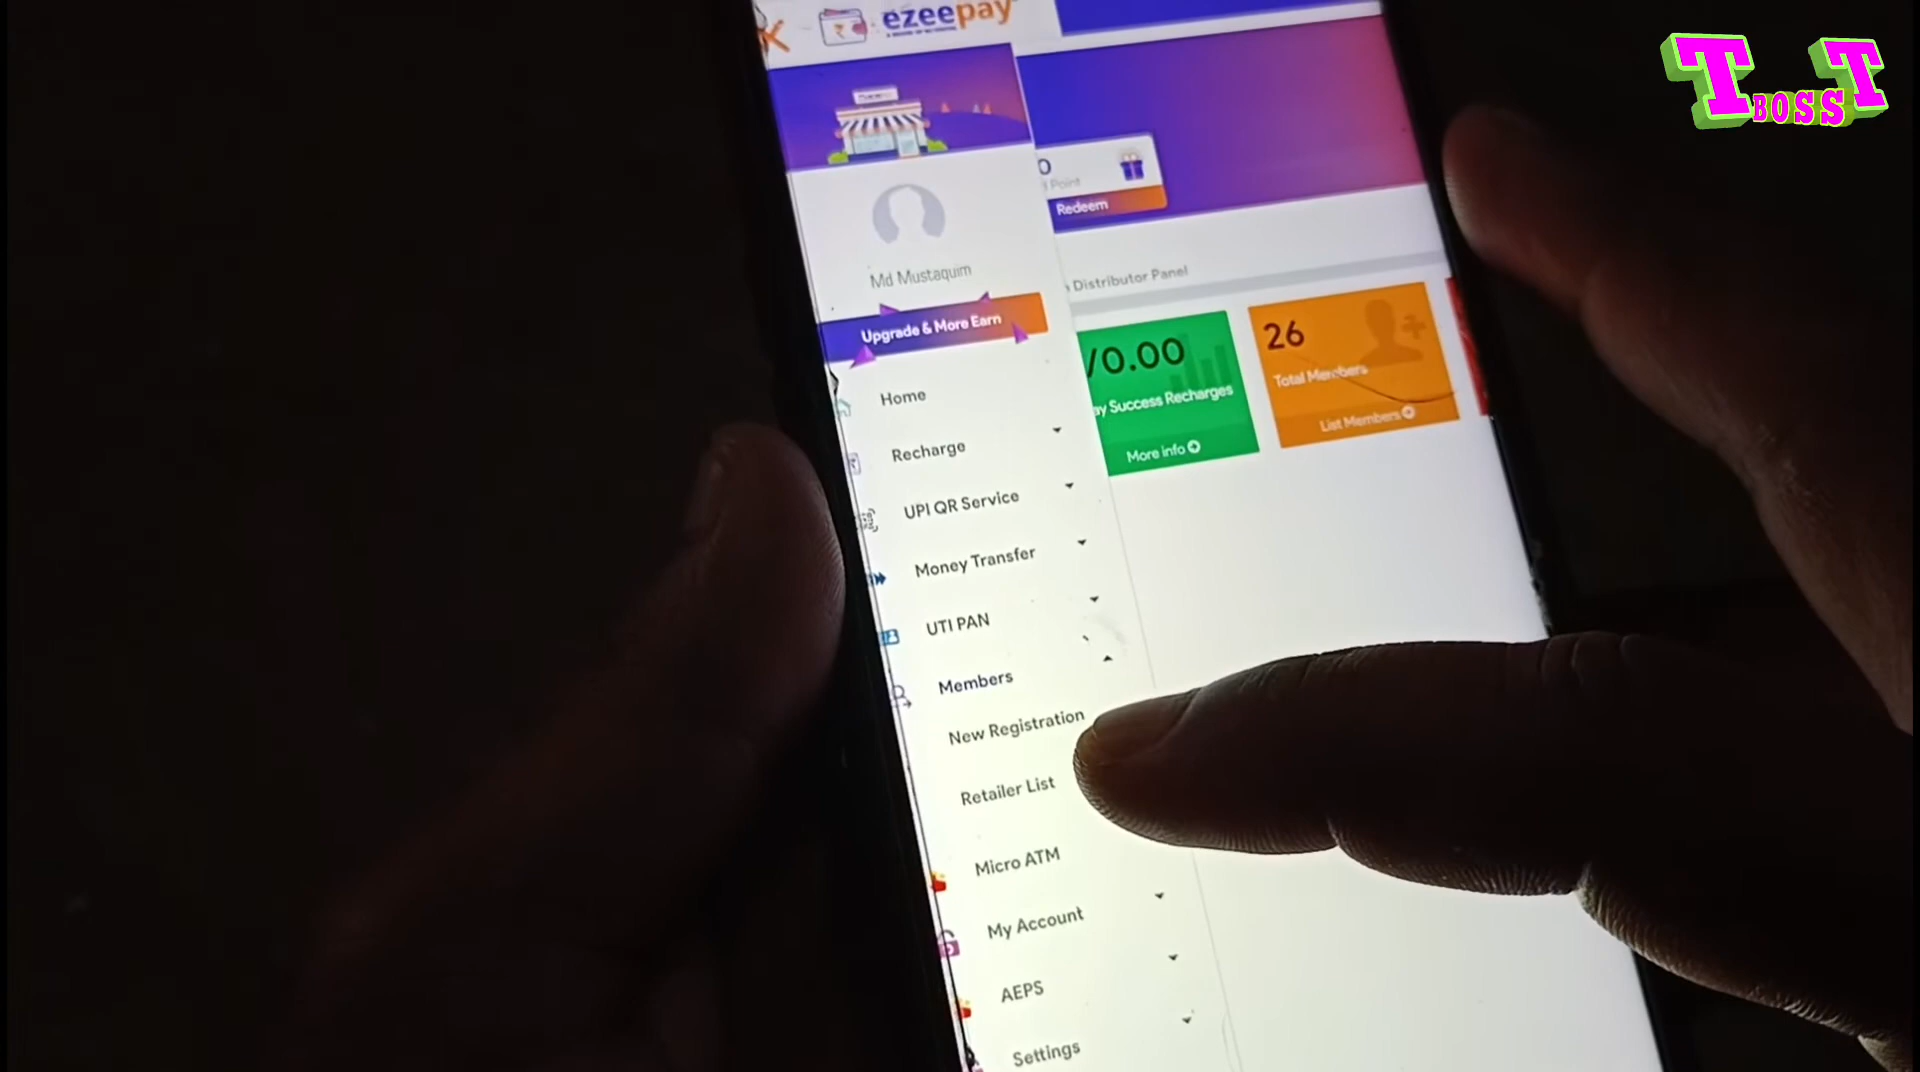 T BOSS T
ezeepay
Md Mustaquim
Upgrade & More Earn
Home
Recharge
UPI QR Service
Money Transfer
UTI PAN
Members
New Registration
Retailer List
Micro ATM
My Account
AEPS
Settings
0
Point
Redeem
Distributor Panel
/0.00
Success Recharges
More info
26
Total Members
List Members